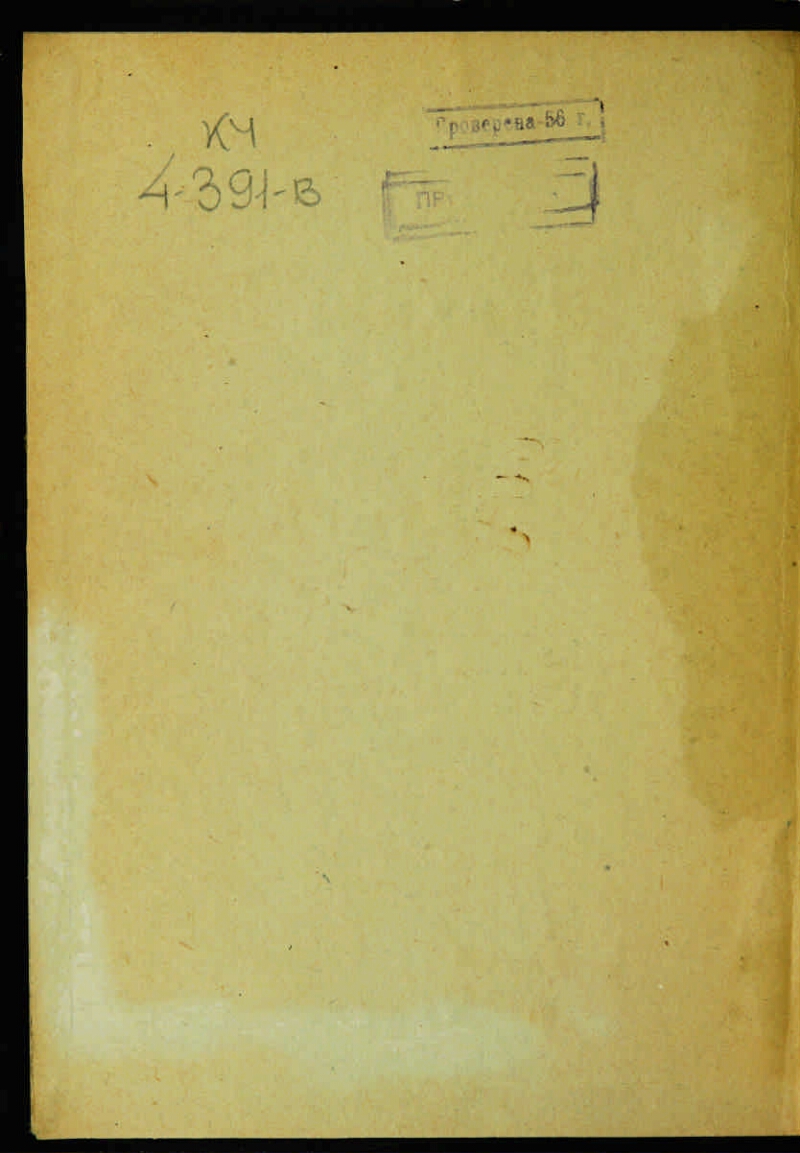 КЧ
4-391-в
Проверена 56 г.
ПР